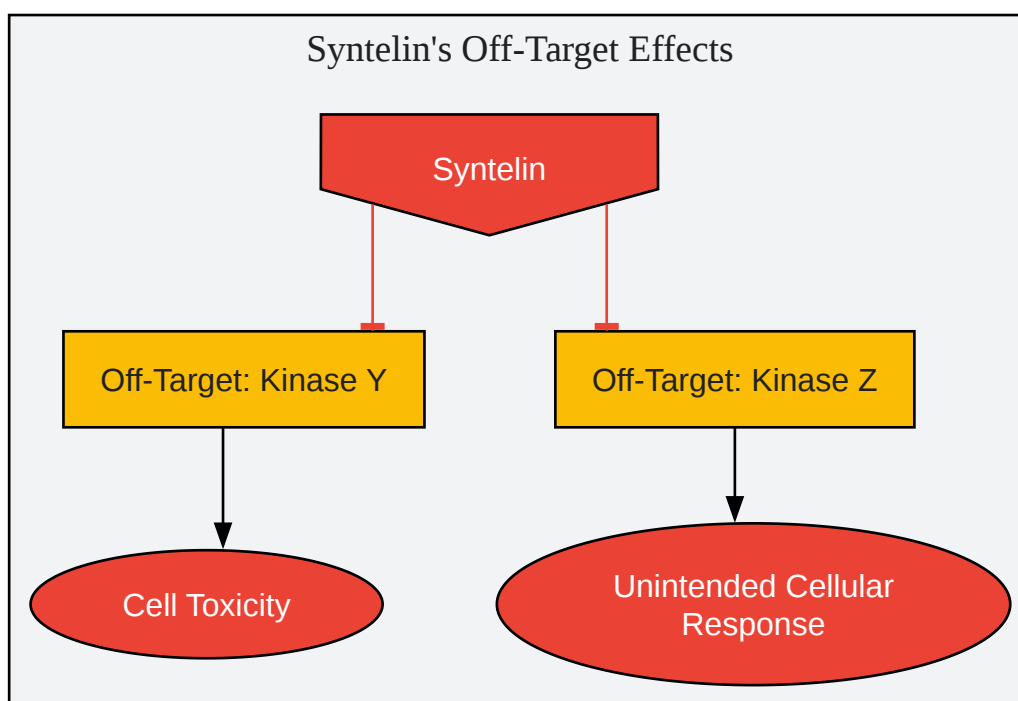 Syntelin's Off-Target Effects
Syntelin
Off-Target: Kinase Y
Off-Target: Kinase Z
Cell Toxicity
Unintended Cellular
Response